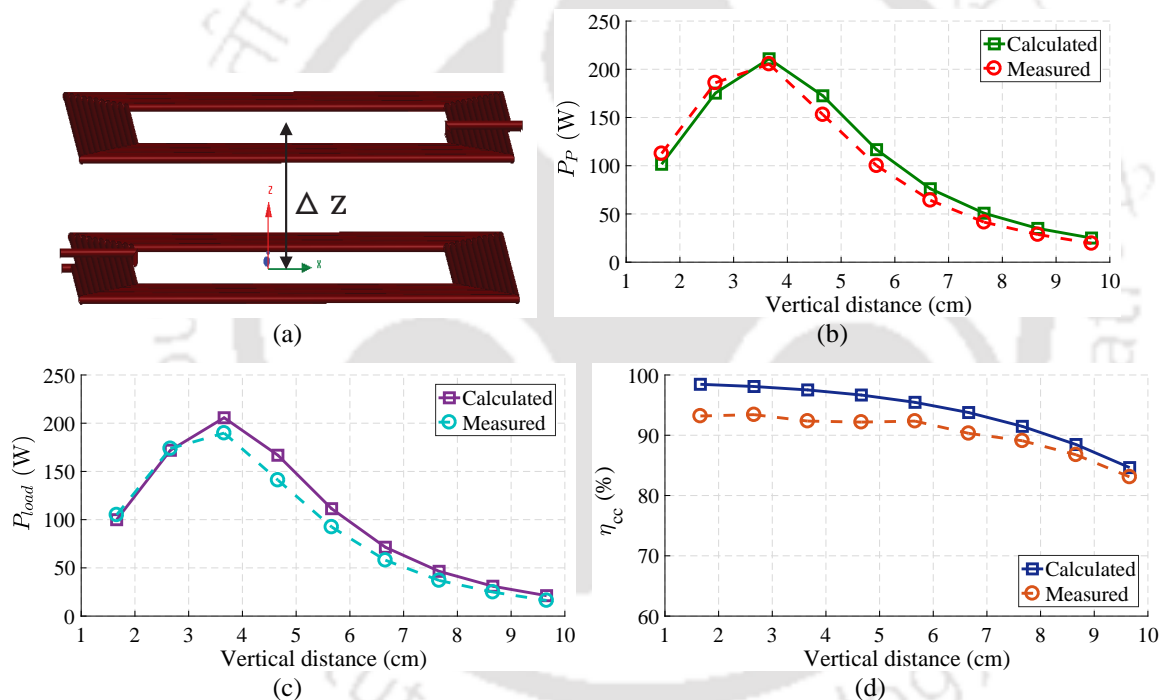 Δ Z
z
x
(a)
250
200
150
100
50
0
P_P (W)
Calculated
Measured
1 2 3 4 5 6 7 8 9 10
Vertical distance (cm)
(b)
250
200
150
100
50
0
P_load (W)
Calculated
Measured
1 2 3 4 5 6 7 8 9 10
Vertical distance (cm)
(c)
100
90
80
70
60
η_cc (%)
Calculated
Measured
1 2 3 4 5 6 7 8 9 10
Vertical distance (cm)
(d)